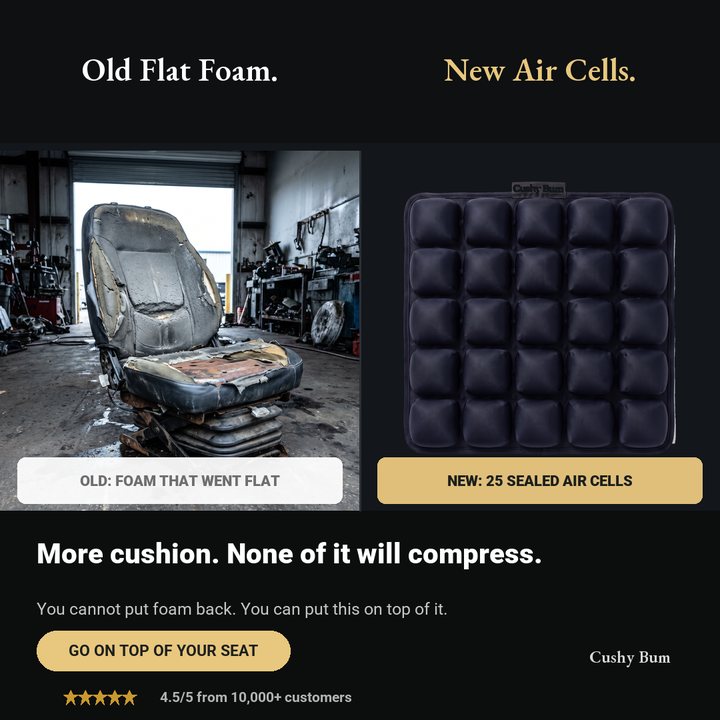 Old Flat Foam.
New Air Cells.
Cushy Bum
OLD: FOAM THAT WENT FLAT
NEW: 25 SEALED AIR CELLS
More cushion. None of it will compress.
You cannot put foam back. You can put this on top of it.
GO ON TOP OF YOUR SEAT
Cushy Bum
4.5/5 from 10,000+ customers